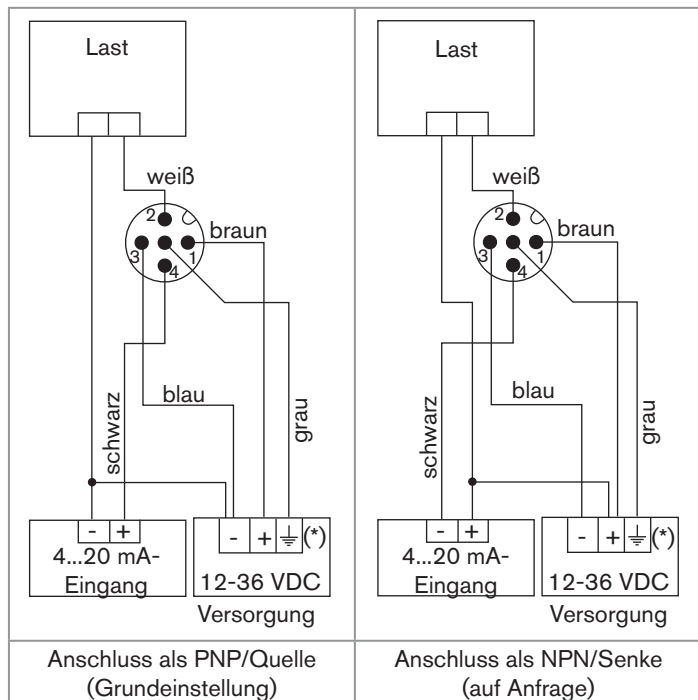 Last
weiß
2
braun
3
1
4
schwarz
blau
grau
- +
- + (*)
4...20 mA-
Eingang
12-36 VDC
Versorgung
Anschluss als PNP/Quelle
(Grundeinstellung)
Last
weiß
2
braun
3
1
4
schwarz
blau
grau
- +
- + (*)
4...20 mA-
Eingang
12-36 VDC
Versorgung
Anschluss als NPN/Senke
(auf Anfrage)